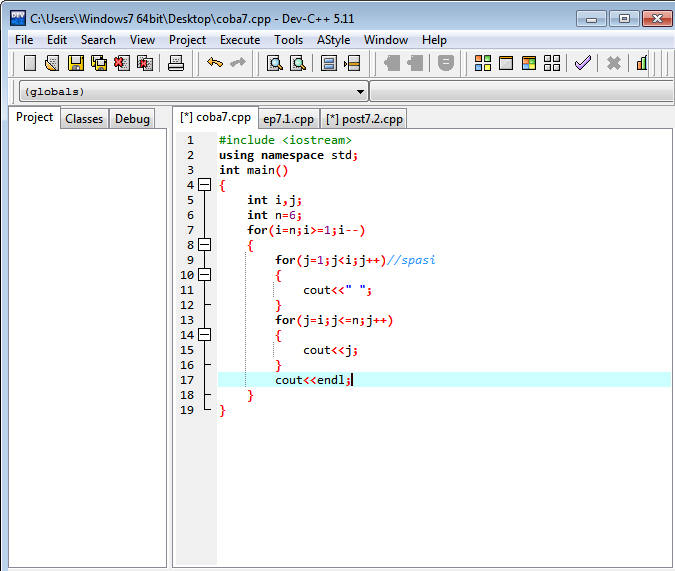 C:\Users\Windows7 64bit\Desktop\coba7.cpp - Dev-C++ 5.11
File Edit Search View Project Execute Tools AStyle Window Help
(globals)
Project Classes Debug
[*] coba7.cpp ep7.1.cpp [*] post7.2.cpp
1 #include <iostream>
2 using namespace std;
3 int main()
4 {
5 int i,j;
6 int n=6;
7 for(i=n;i>=1;i--)
8 {
9 for(j=1;j<i;j++)//spasi
10 {
11 cout<<" ";
12 }
13 for(j=i;j<=n;j++)
14 {
15 cout<<j;
16 }
17 cout<<endl;
18 }
19 }